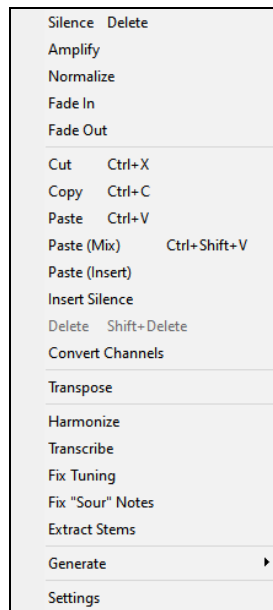 Silence Delete
Amplify
Normalize
Fade In
Fade Out
Cut Ctrl+X
Copy Ctrl+C
Paste Ctrl+V
Paste (Mix) Ctrl+Shift+V
Paste (Insert)
Insert Silence
Delete Shift+Delete
Convert Channels
Transpose
Harmonize
Transcribe
Fix Tuning
Fix "Sour" Notes
Extract Stems
Generate
Settings